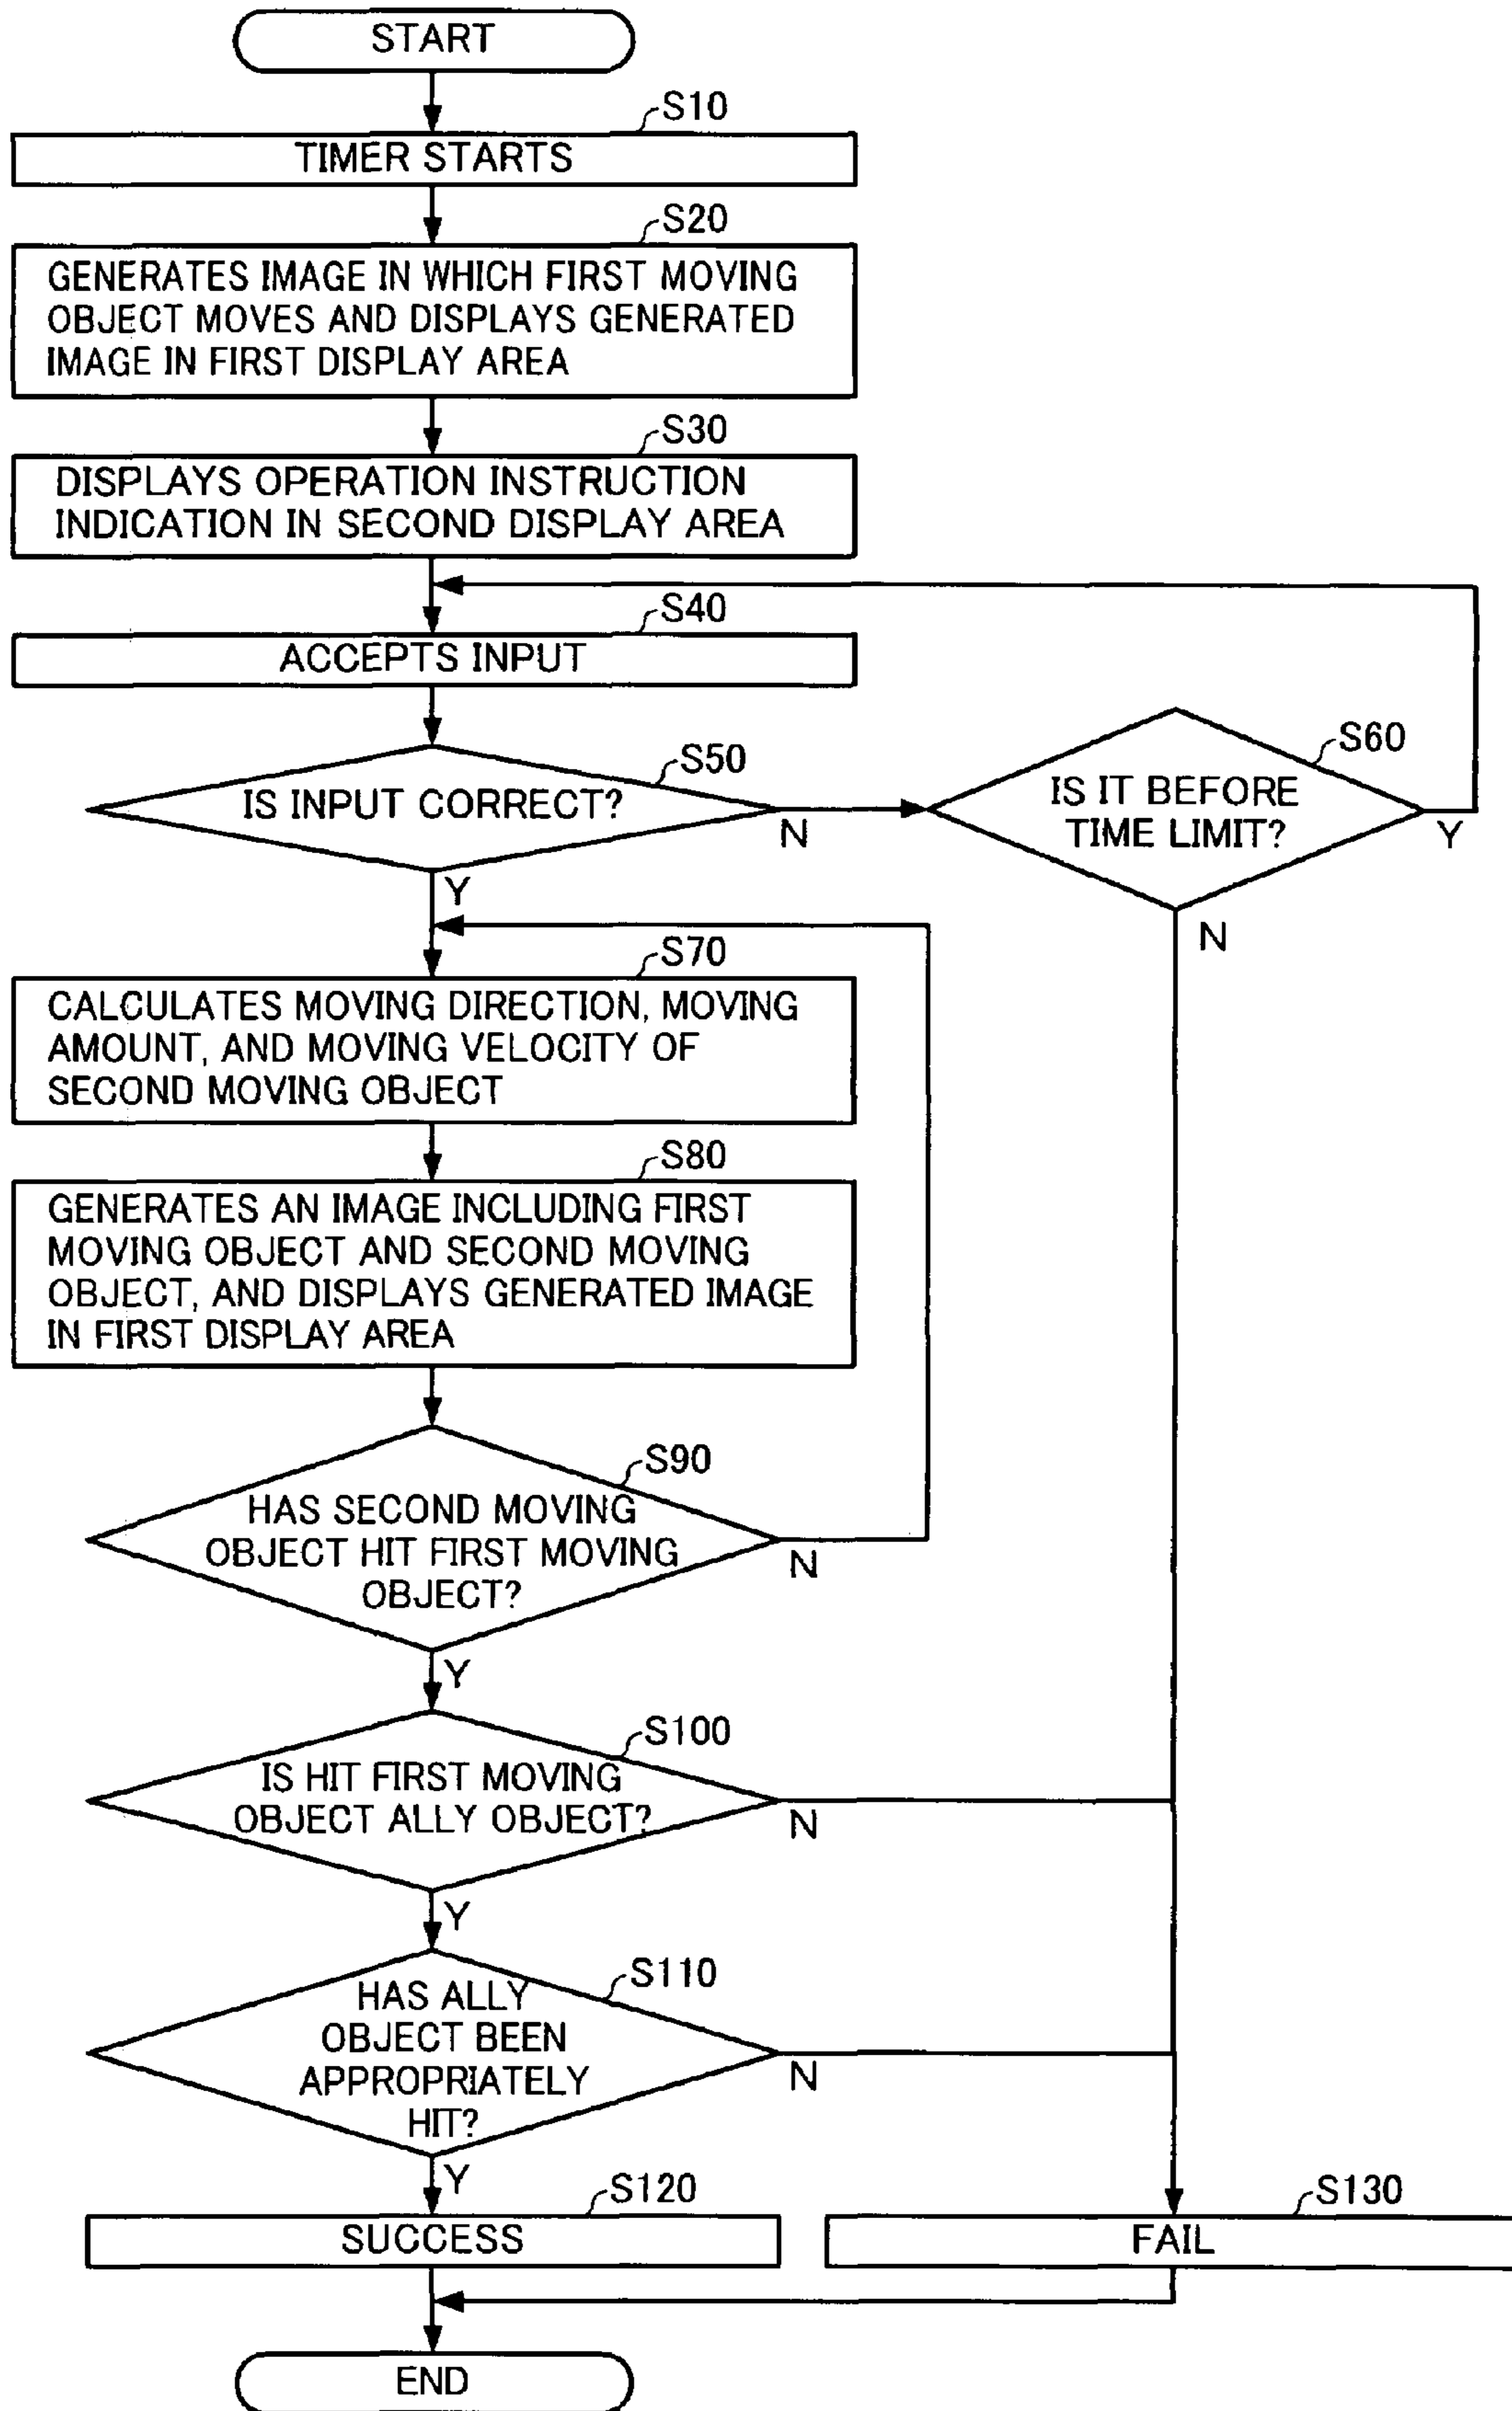 START
S10
TIMER STARTS
S20
GENERATES IMAGE IN WHICH FIRST MOVING
OBJECT MOVES AND DISPLAYS GENERATED
IMAGE IN FIRST DISPLAY AREA
S30
DISPLAYS OPERATION INSTRUCTION
INDICATION IN SECOND DISPLAY AREA
S40
ACCEPTS INPUT
S50
IS INPUT CORRECT?
N
Y
S60
IS IT BEFORE
TIME LIMIT?
Y
N
S70
CALCULATES MOVING DIRECTION, MOVING
AMOUNT, AND MOVING VELOCITY OF
SECOND MOVING OBJECT
S80
GENERATES AN IMAGE INCLUDING FIRST
MOVING OBJECT AND SECOND MOVING
OBJECT, AND DISPLAYS GENERATED IMAGE
IN FIRST DISPLAY AREA
S90
HAS SECOND MOVING
OBJECT HIT FIRST MOVING
OBJECT?
N
Y
S100
IS HIT FIRST MOVING
OBJECT ALLY OBJECT?
N
Y
S110
HAS ALLY
OBJECT BEEN
APPROPRIATELY
HIT?
N
Y
S120
SUCCESS
S130
FAIL
END